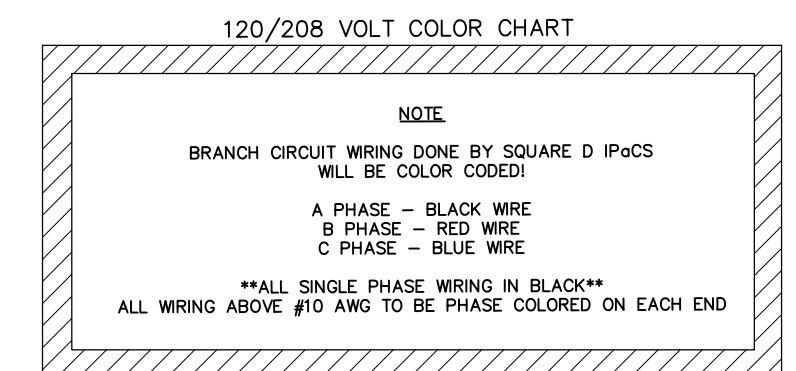 120/208 VOLT COLOR CHART
NOTE
BRANCH CIRCUIT WIRING DONE BY SQUARE D IPaCS
WILL BE COLOR CODED!
A PHASE – BLACK WIRE
B PHASE – RED WIRE
C PHASE – BLUE WIRE
**ALL SINGLE PHASE WIRING IN BLACK**
ALL WIRING ABOVE #10 AWG TO BE PHASE COLORED ON EACH END